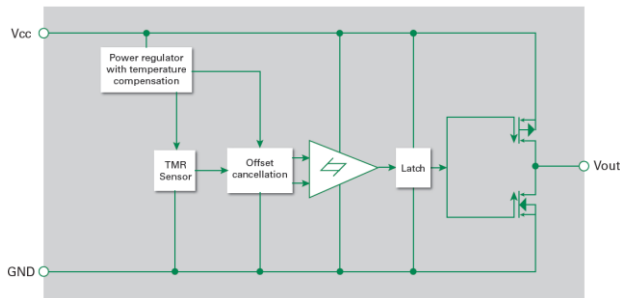 Vcc
Power regulator
with temperature
compensation
TMR
Sensor
Offset
cancellation
Latch
Vout
GND